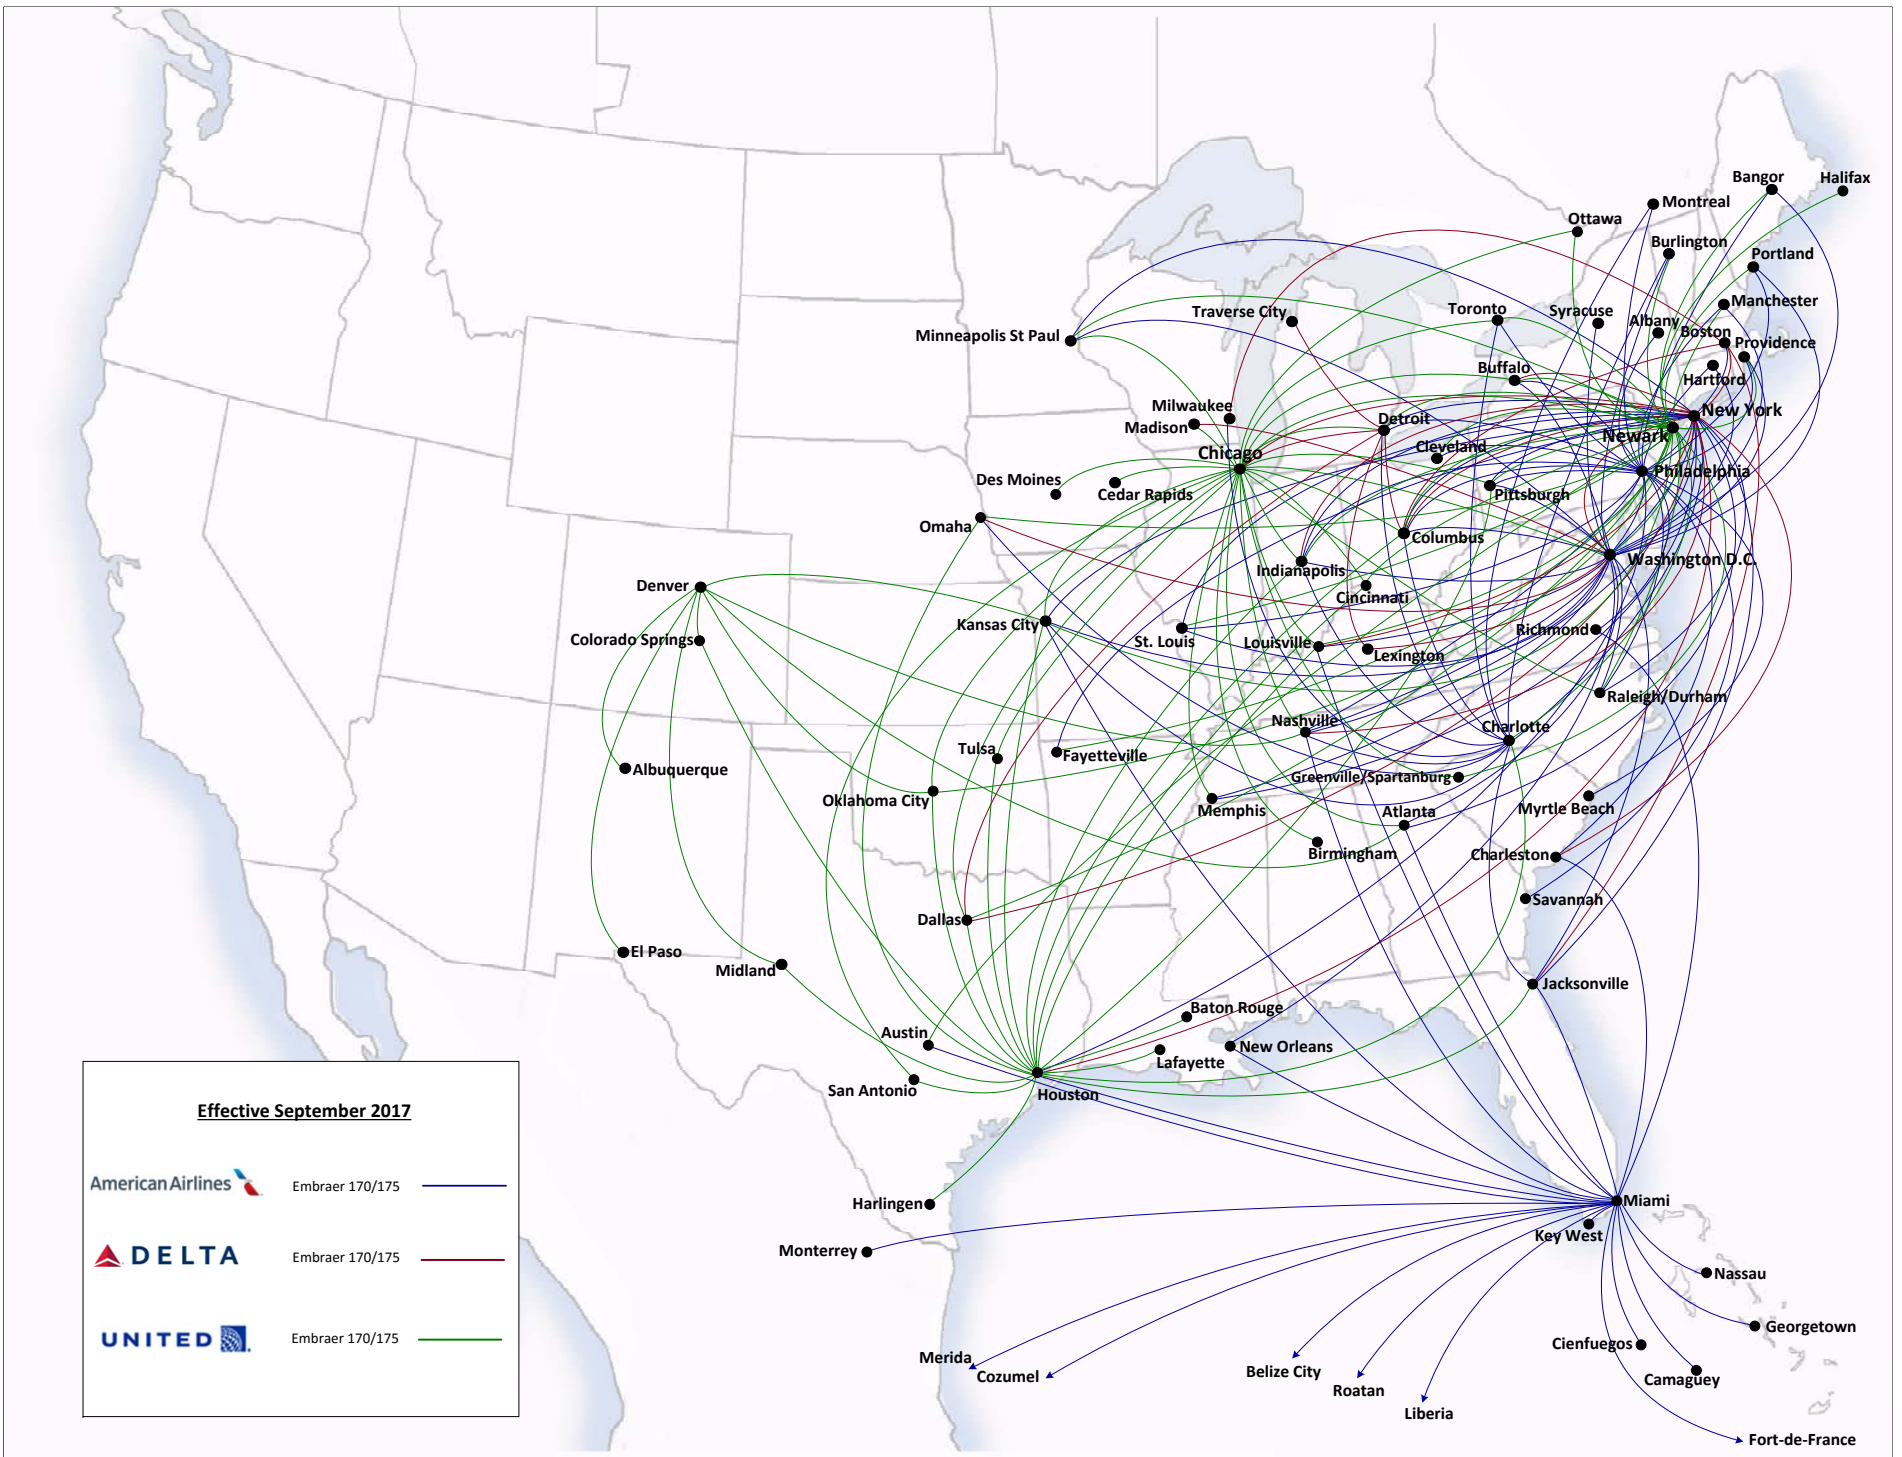 Bangor
Halifax
Montreal
Ottawa
Burlington
Portland
Manchester
Traverse City
Toronto
Syracuse
Albany
Boston
Providence
Minneapolis St Paul
Buffalo
Hartford
Milwaukee
Madison
Detroit
New York
Newark
Chicago
Cleveland
Philadelphia
Des Moines
Cedar Rapids
Pittsburgh
Omaha
Columbus
Washington D.C.
Indianapolis
Denver
Cincinnati
Colorado Springs
Kansas City
St. Louis
Louisville
Lexington
Richmond
Raleigh/Durham
Nashville
Charlotte
Tulsa
Fayetteville
Albuquerque
Greenville/Spartanburg
Oklahoma City
Memphis
Atlanta
Myrtle Beach
Birmingham
Charleston
Savannah
Dallas
El Paso
Midland
Jacksonville
Baton Rouge
Austin
New Orleans
Lafayette
San Antonio
Houston
Effective September 2017
American Airlines Embraer 170/175
DELTA Embraer 170/175
UNITED Embraer 170/175
Harlingen
Miami
Key West
Monterrey
Nassau
Georgetown
Cienfuegos
Merida
Cozumel
Belize City
Roatan
Camaguey
Liberia
Fort-de-France